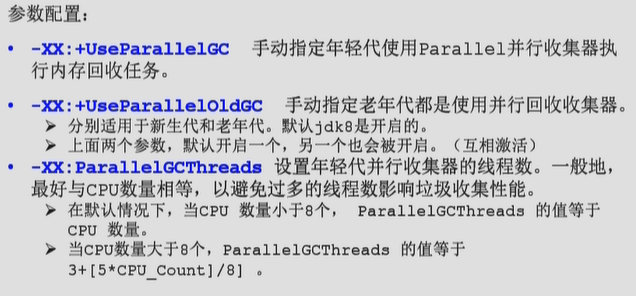 参数配置:
• -XX:+UseParallelGC 手动指定年轻代使用Parallel并行收集器执
行内存回收任务。
• -XX:+UseParallelOldGC 手动指定老年代都是使用并行回收收集器。
➢ 分别适用于新生代和老年代。默认jdk8是开启的。
➢ 上面两个参数,默认开启一个,另一个也会被开启。(互相激活)
• -XX:ParallelGCThreads 设置年轻代并行收集器的线程数。一般地,
最好与CPU数量相等,以避免过多的线程数影响垃圾收集性能。
➢ 在默认情况下,当CPU 数量小于8个, ParallelGCThreads 的值等于
CPU 数量。
➢ 当CPU数量大于8个,ParallelGCThreads 的值等于
3+[5*CPU_Count]/8] 。